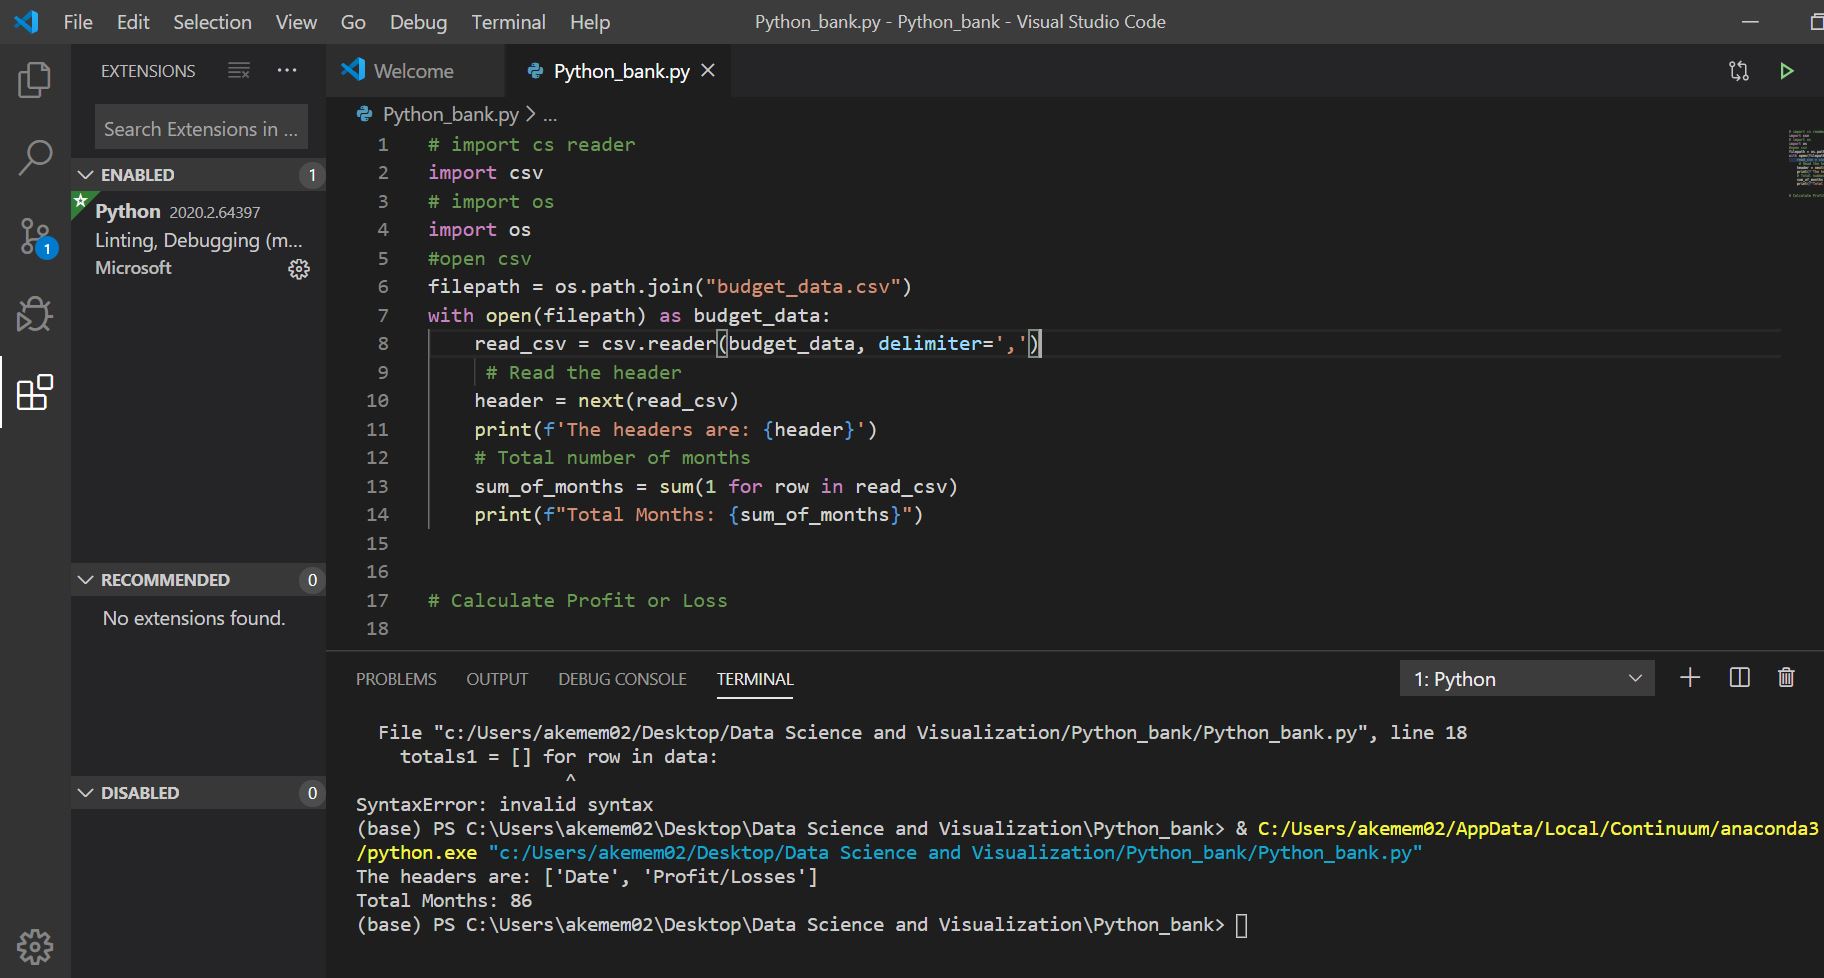 File Edit Selection View Go Debug Terminal Help Python_bank.py - Python_bank - Visual Studio Code
EXTENSIONS
Search Extensions in ...
ENABLED 1
Python 2020.2.64397
Linting, Debugging (m...
Microsoft
RECOMMENDED 0
No extensions found.
DISABLED 0
1
Welcome Python_bank.py
Python_bank.py > ...
1 # import cs reader
2 import csv
3 # import os
4 import os
5 #open csv
6 filepath = os.path.join("budget_data.csv")
7 with open(filepath) as budget_data:
8 read_csv = csv.reader(budget_data, delimiter=',')
9 # Read the header
10 header = next(read_csv)
11 print(f'The headers are: {header}')
12 # Total number of months
13 sum_of_months = sum(1 for row in read_csv)
14 print(f"Total Months: {sum_of_months}")
15
16
17 # Calculate Profit or Loss
18
PROBLEMS OUTPUT DEBUG CONSOLE TERMINAL 1: Python
File "c:/Users/akemem02/Desktop/Data Science and Visualization/Python_bank/Python_bank.py", line 18
totals1 = [] for row in data:
^
SyntaxError: invalid syntax
(base) PS C:\Users\akemem02\Desktop\Data Science and Visualization\Python_bank> & C:/Users/akemem02/AppData/Local/Continuum/anaconda3
/python.exe "c:/Users/akemem02/Desktop/Data Science and Visualization/Python_bank/Python_bank.py"
The headers are: ['Date', 'Profit/Losses']
Total Months: 86
(base) PS C:\Users\akemem02\Desktop\Data Science and Visualization\Python_bank>